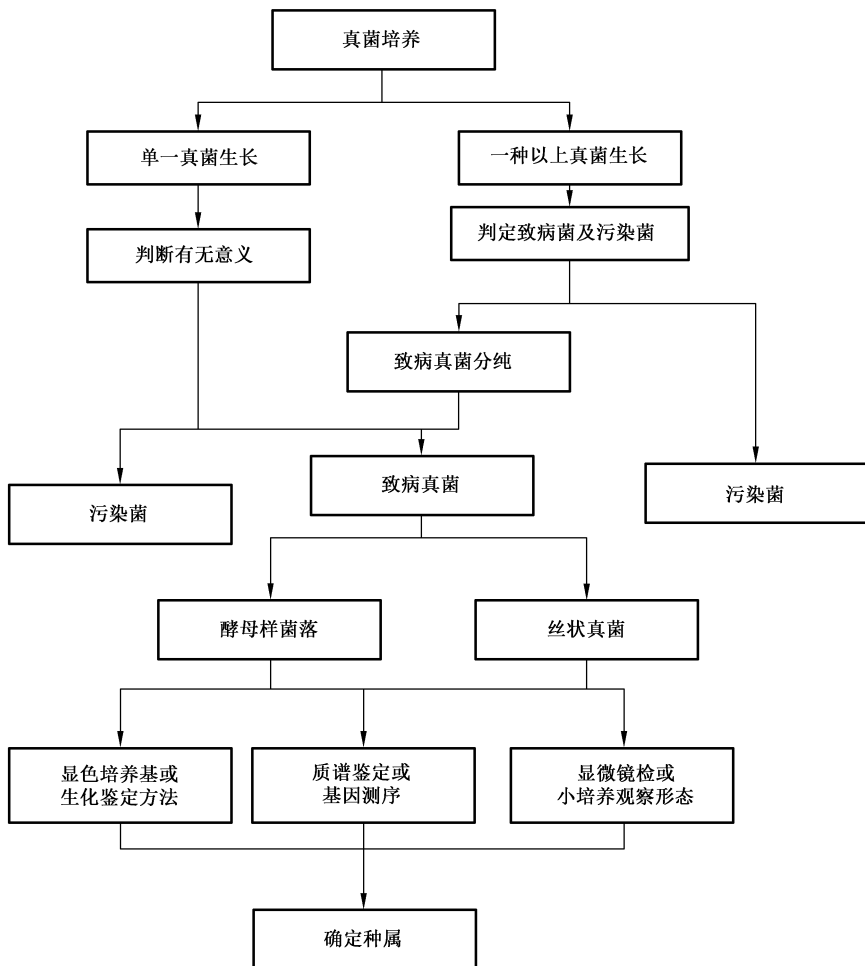 真菌培养
单一真菌生长
一种以上真菌生长
判断有无意义
判定致病菌及污染菌
致病真菌分纯
污染菌
致病真菌
污染菌
酵母样菌落
丝状真菌
显色培养基或
生化鉴定方法
质谱鉴定或
基因测序
显微镜检或
小培养观察形态
确定种属